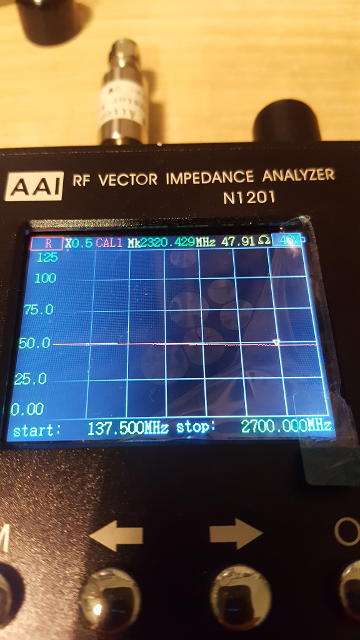 AAI RF VECTOR IMPEDANCE ANALYZER
N1201
R X0.5 CAL1 Mk2320.429MHz 47.91Ω
125
100
75.0
50.0
25.0
0.00
start: 137.500MHz stop: 2700.000MHz
M O